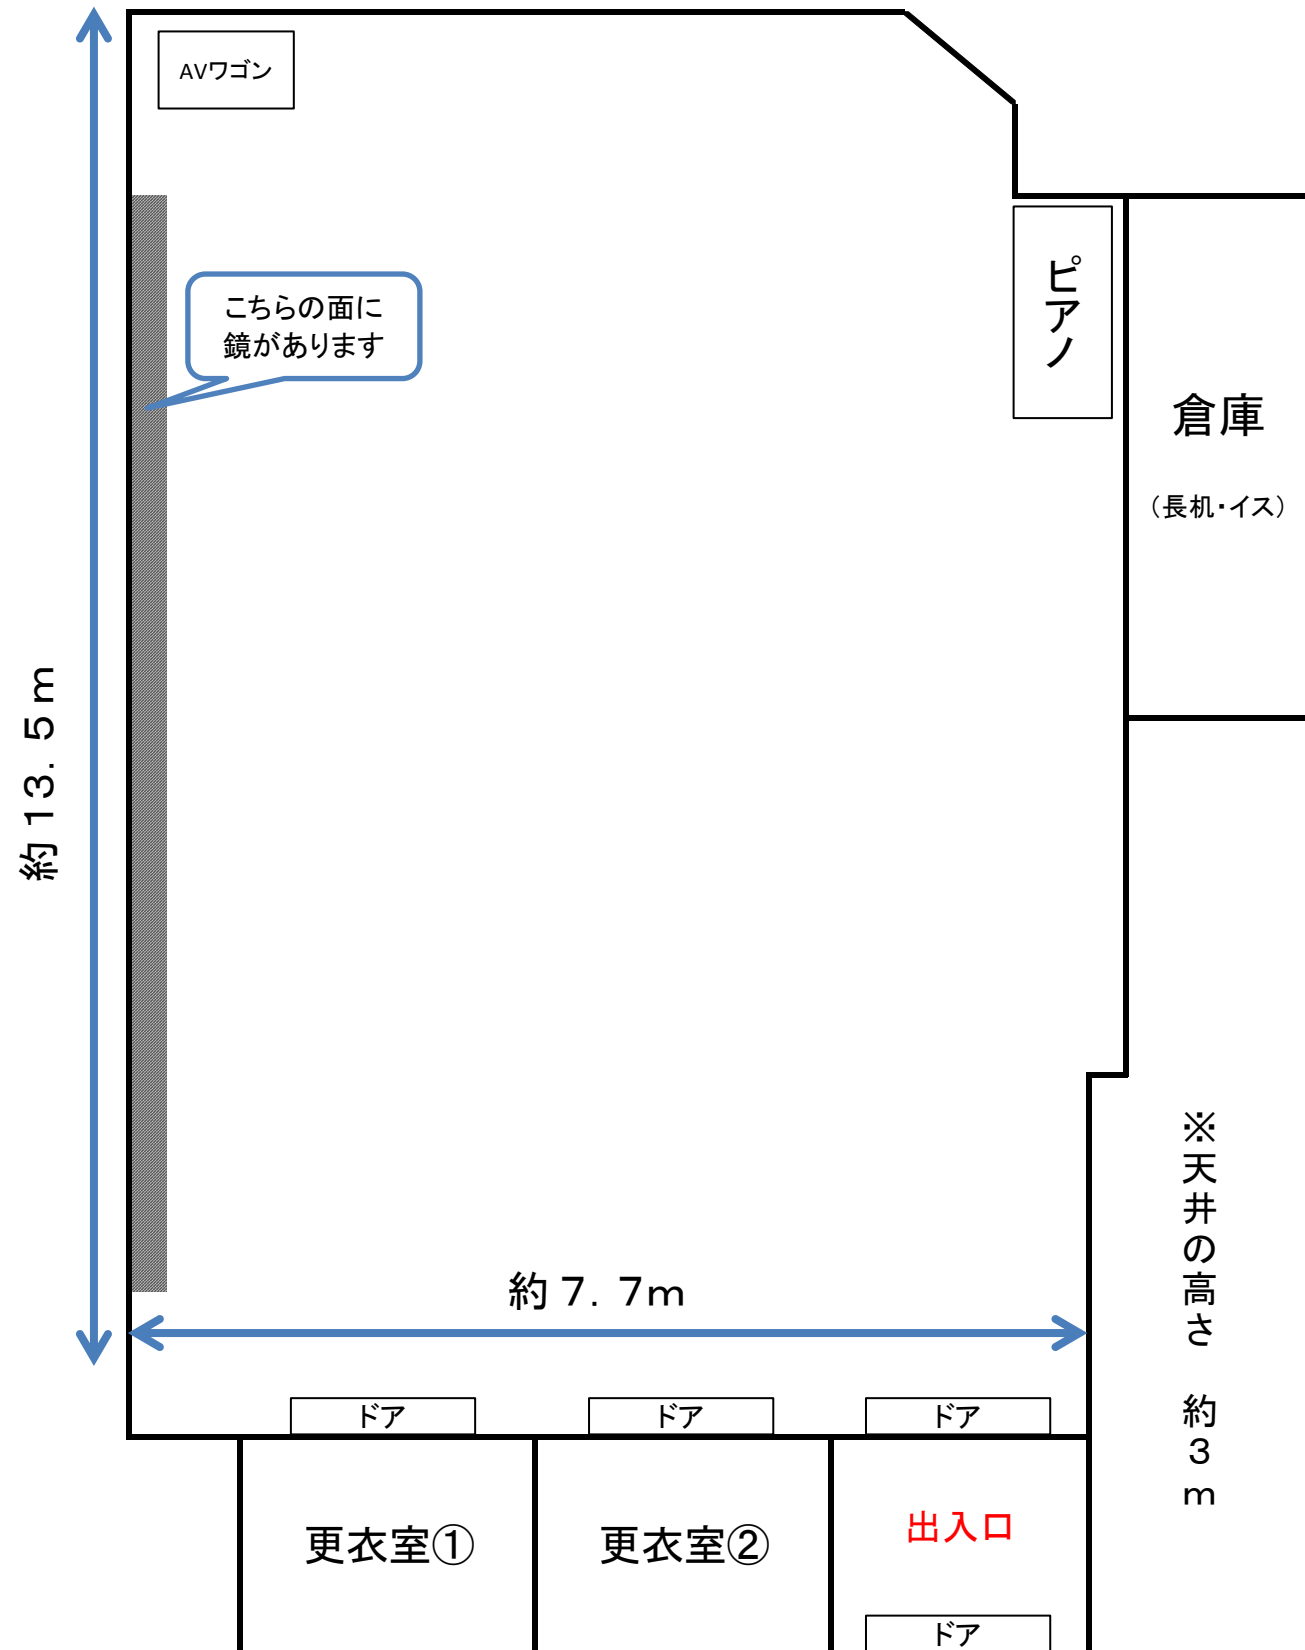 AVワゴン
こちらの面に
鏡があります
ピアノ
倉庫
（長机・イス）
約１３．５ｍ
※天井の高さ　約３ｍ
約７．７ｍ
ドア
ドア
ドア
更衣室①
更衣室②
出入口
ドア